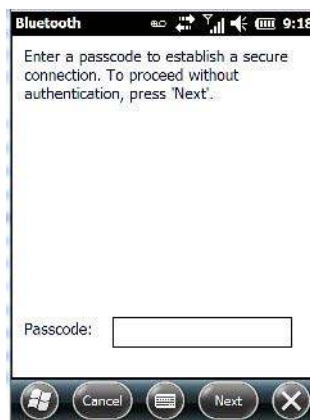 Bluetooth 9:18
Enter a passcode to establish a secure
connection. To proceed without
authentication, press 'Next'.
Passcode:
Cancel Next